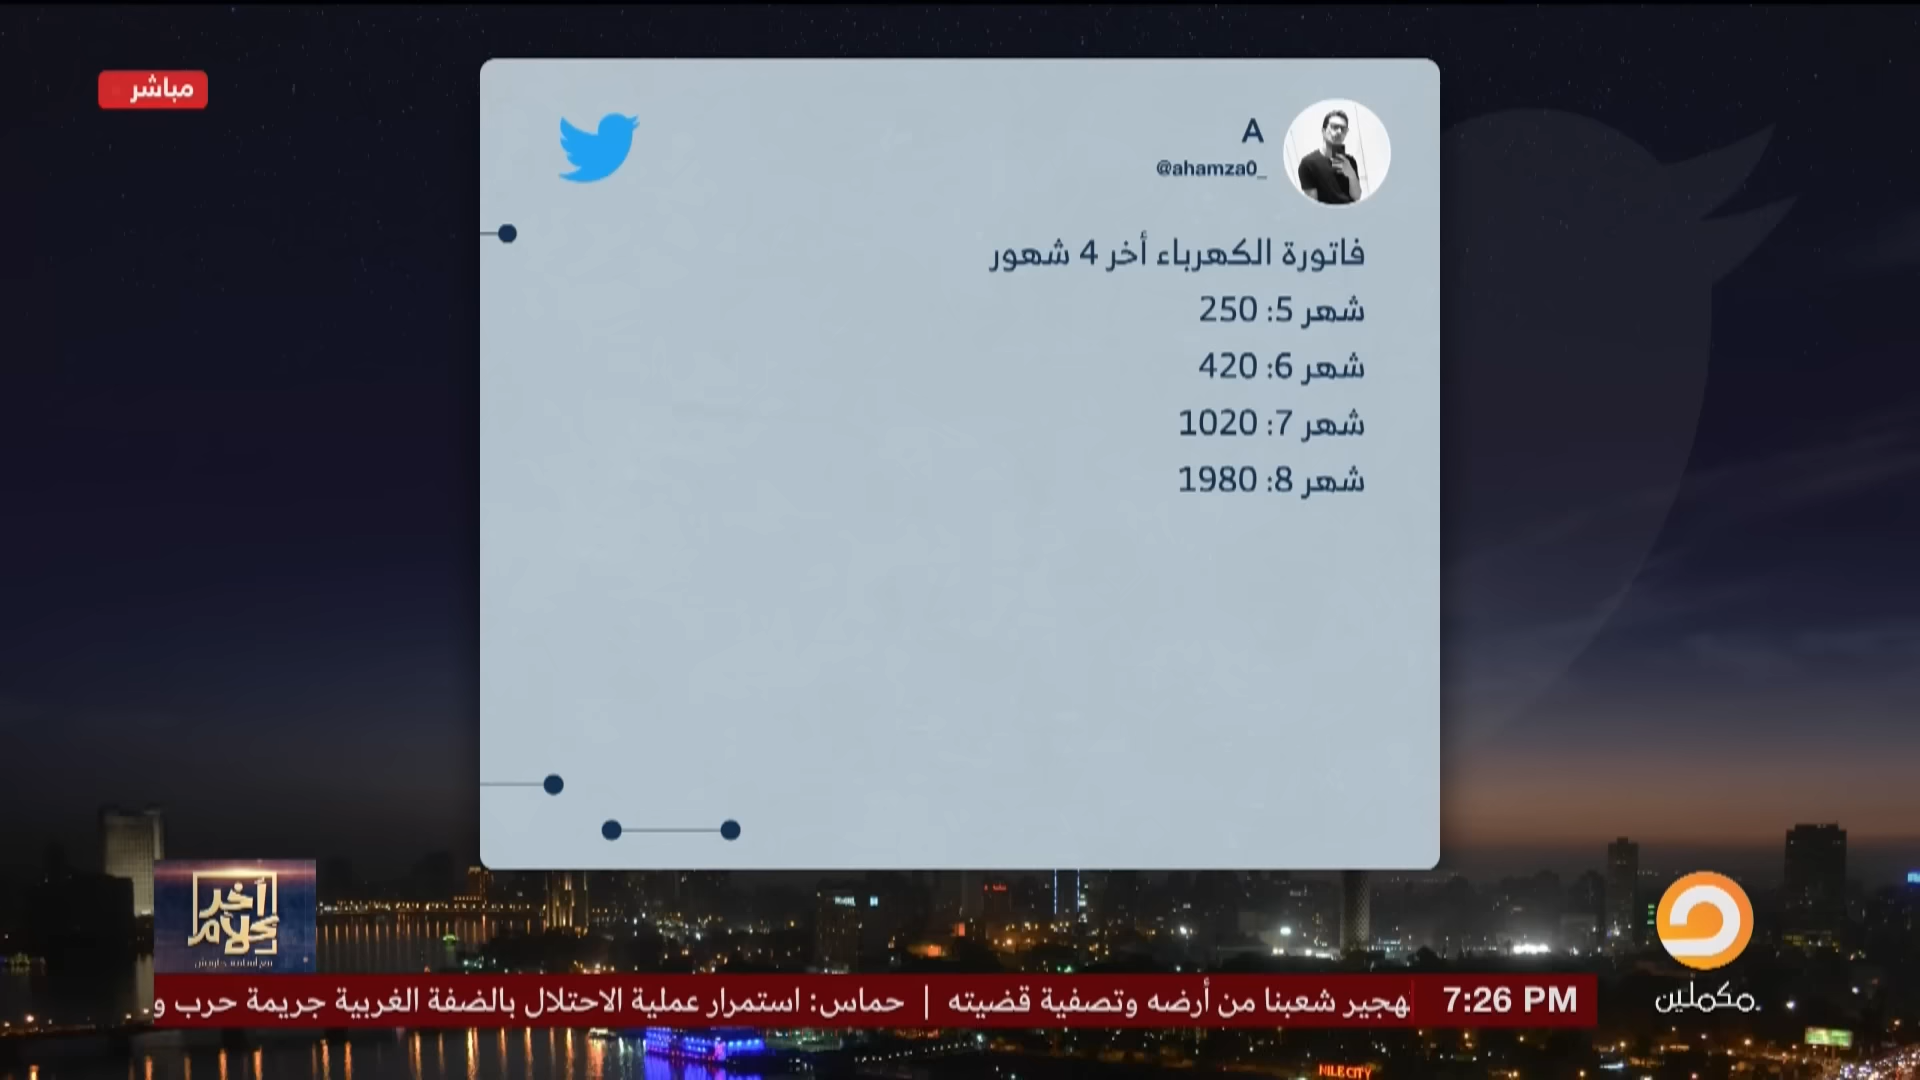 مباشر
A
@ahamza0_
فاتورة الكهرباء أخر 4 شهور
شهر 5: 250
شهر 6: 420
شهر 7: 1020
شهر 8: 1980
أخر
كلام
مكملين
7:26 PM
هجير شعبنا من أرضه وتصفية قضيته | حماس: استمرار عملية الاحتلال بالضفة الغربية جريمة حرب و
NILE CITY